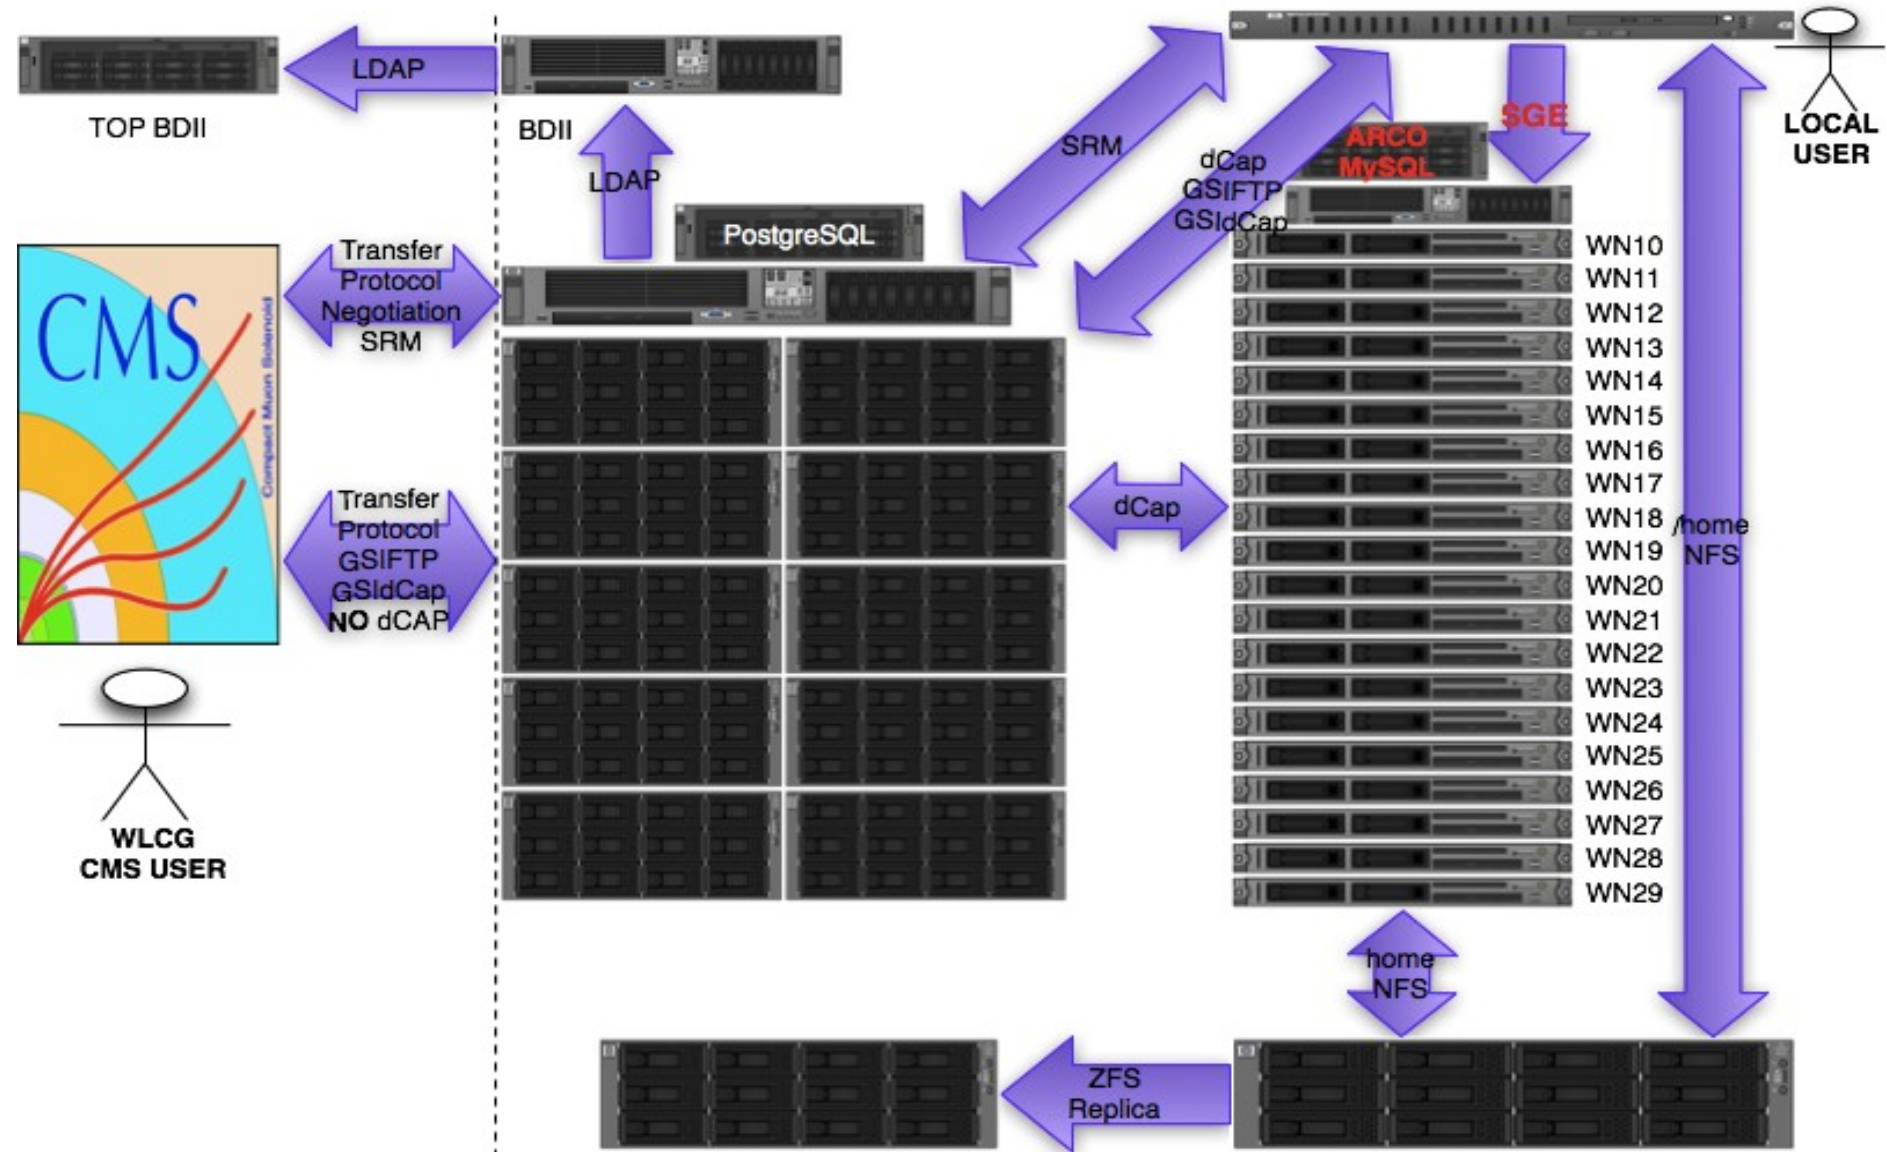 LDAP
TOP BDII
BDII
LDAP
PostgreSQL
SRM
dCap
GSIFTP
GSIdCap
ARCO
MySQL
SGE
LOCAL
USER
CMS
Compact Muon Solenoid
Transfer
Protocol
Negotiation
SRM
Transfer
Protocol
GSIFTP
GSIdCap
NO dCAP
WLCG
CMS USER
dCap
WN10
WN11
WN12
WN13
WN14
WN15
WN16
WN17
WN18
WN19
WN20
WN21
WN22
WN23
WN24
WN25
WN26
WN27
WN28
WN29
/home
NFS
home
NFS
ZFS
Replica